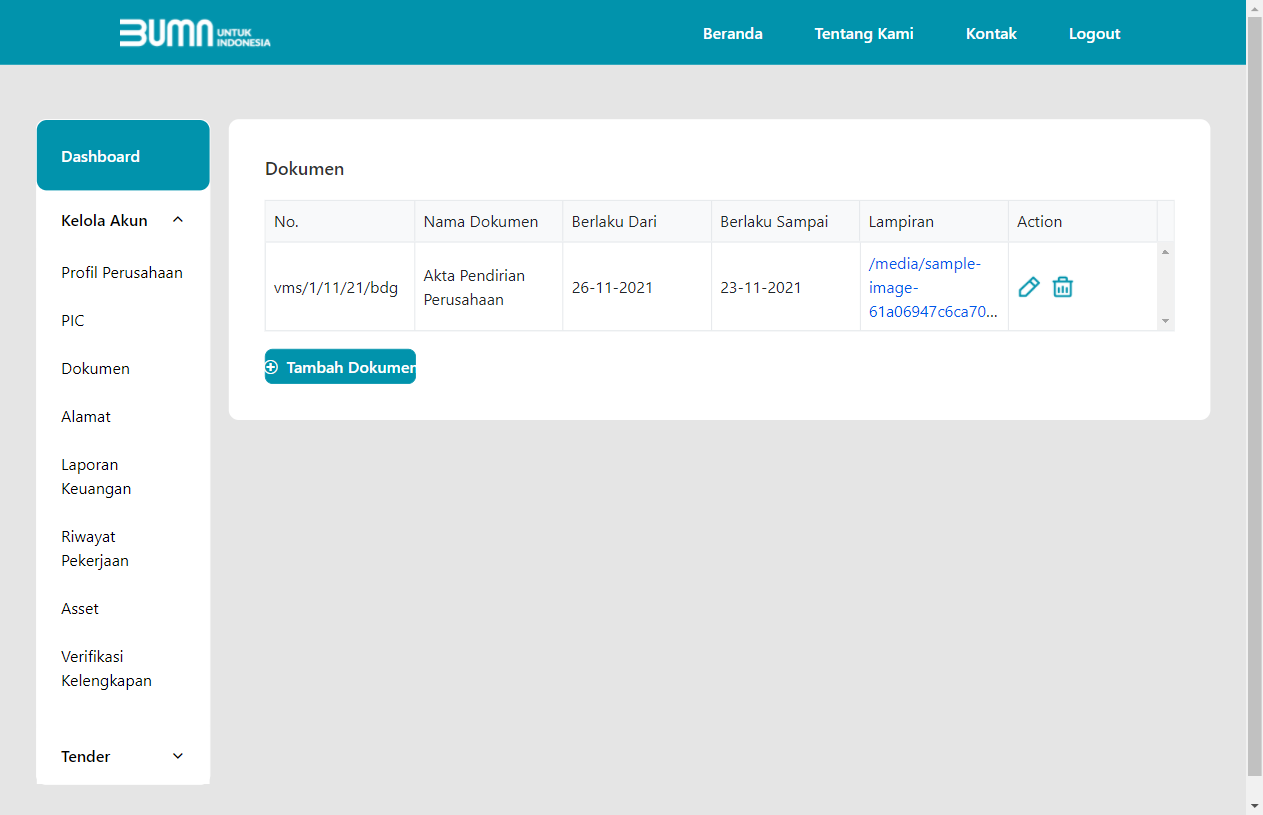 BUMN UNTUK INDONESIA
Beranda
Tentang Kami
Kontak
Logout
Dashboard
Kelola Akun
Profil Perusahaan
PIC
Dokumen
Alamat
Laporan
Keuangan
Riwayat
Pekerjaan
Asset
Verifikasi
Kelengkapan
Tender
Dokumen
No.
Nama Dokumen
Berlaku Dari
Berlaku Sampai
Lampiran
Action
vms/1/11/21/bdg
Akta Pendirian
Perusahaan
26-11-2021
23-11-2021
/media/sample-
image-
61a06947c6ca70...
Tambah Dokumen